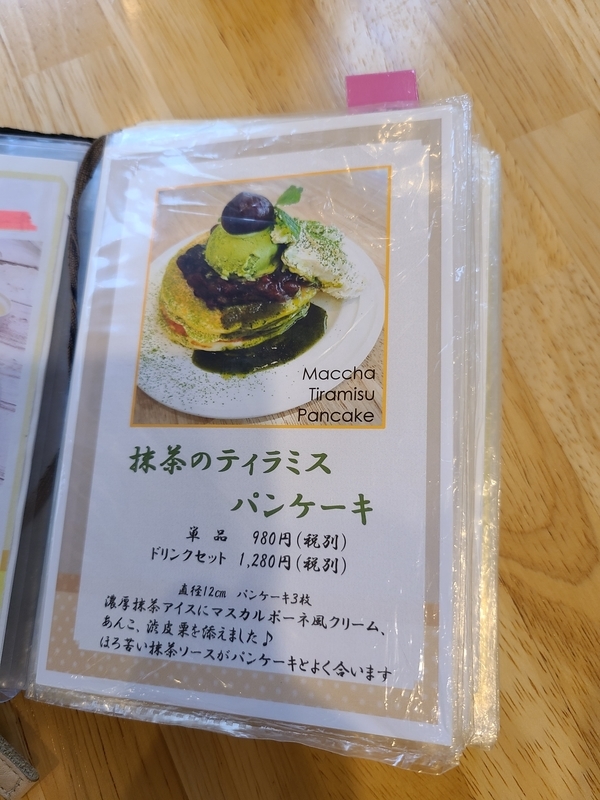 Maccha
Tiramisu
Pancake
抹茶のティラミス
パンケーキ
単品 980円(税別)
ドリンクセット 1,280円(税別)
直径12cm パンケーキ3枚
濃厚抹茶アイスにマスカルポーネ風クリーム、
あんこ、渋皮栗を添えました♪
ほろ苦い抹茶ソースがパンケーキとよく合います